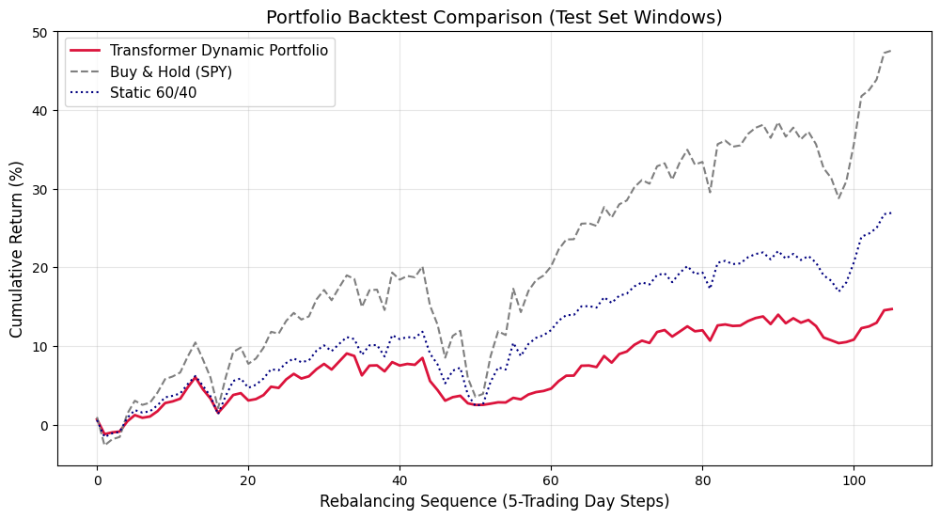 Portfolio Backtest Comparison (Test Set Windows)
Transformer Dynamic Portfolio
Buy & Hold (SPY)
Static 60/40
Cumulative Return (%)
50
40
30
20
10
0
0 20 40 60 80 100
Rebalancing Sequence (5-Trading Day Steps)